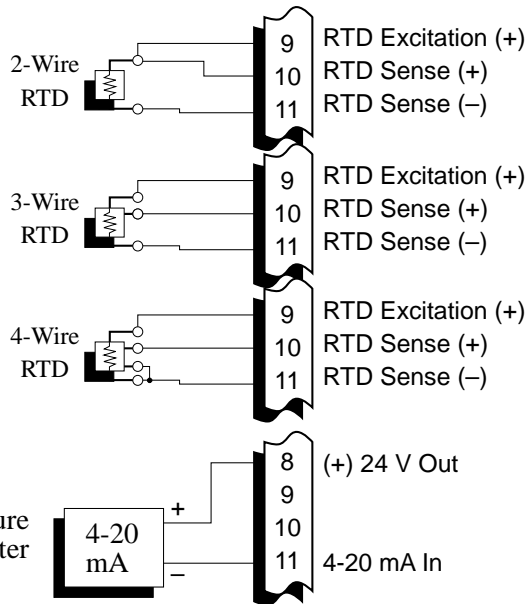 9 RTD Excitation (+)
2-Wire 10 RTD Sense (+)
RTD 11 RTD Sense (–)
9 RTD Excitation (+)
3-Wire 10 RTD Sense (+)
RTD 11 RTD Sense (–)
9 RTD Excitation (+)
4-Wire 10 RTD Sense (+)
RTD 11 RTD Sense (–)
8 (+) 24 V Out
+ 9
ure 4-20 10
ter mA 11 4-20 mA In
–